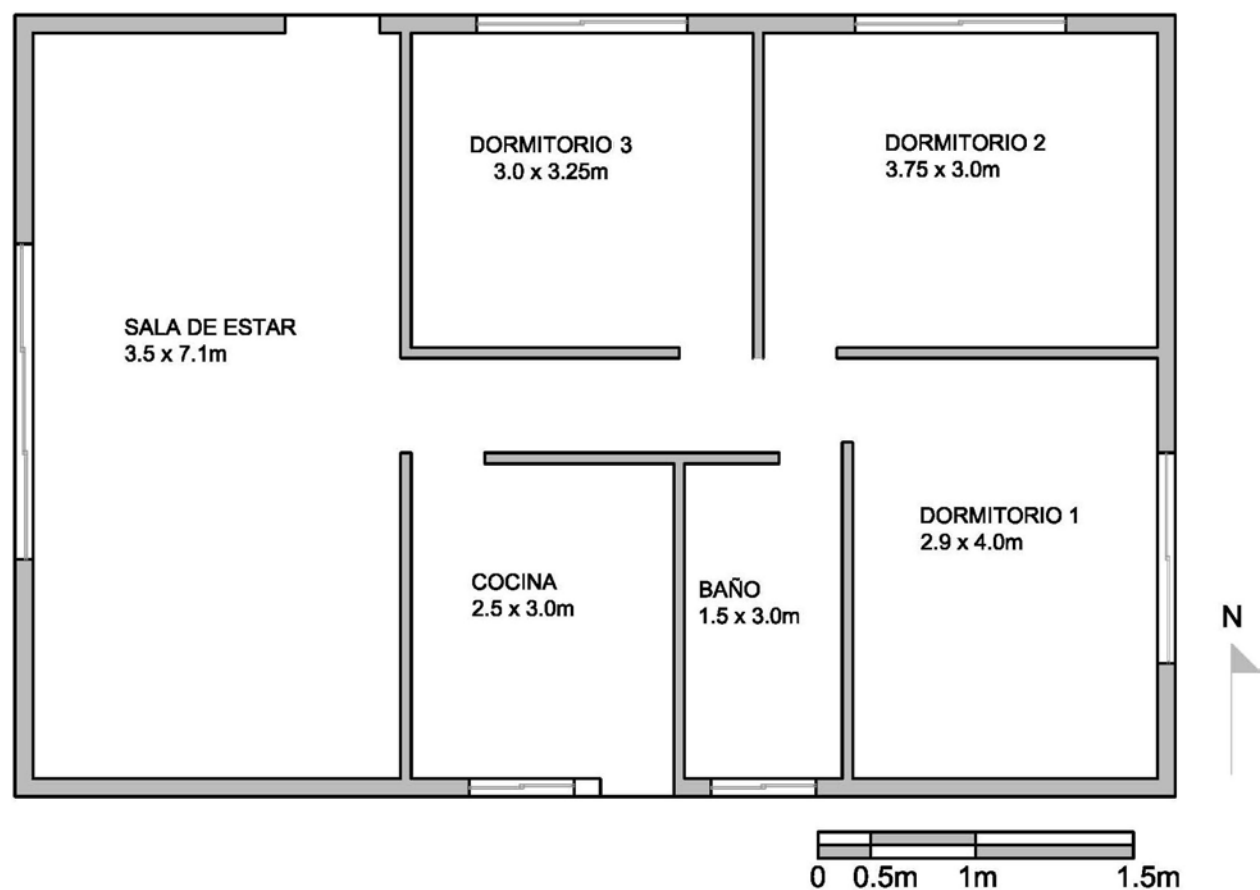 DORMITORIO 3
3.0 x 3.25m
DORMITORIO 2
3.75 x 3.0m
SALA DE ESTAR
3.5 x 7.1m
DORMITORIO 1
2.9 x 4.0m
COCINA
2.5 x 3.0m
BAÑO
1.5 x 3.0m
N
0 0.5m 1m 1.5m